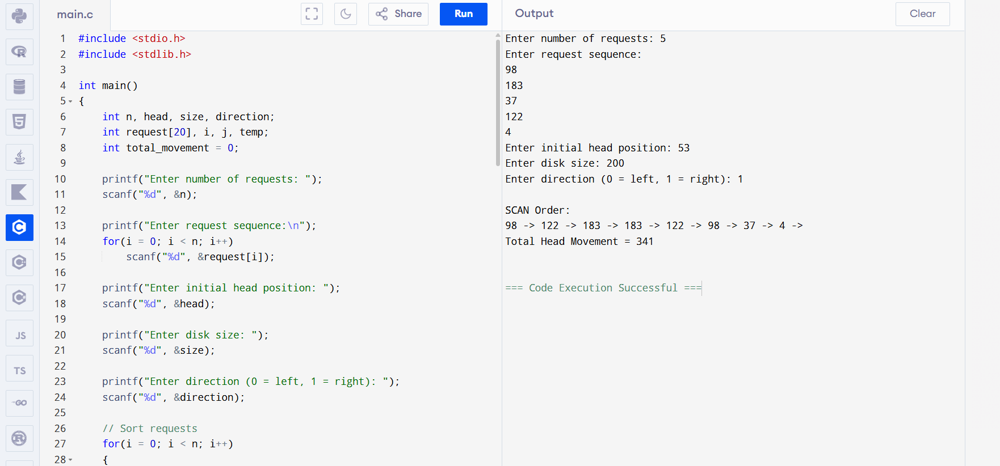 main.c
Share
Run
Output
Clear
1 #include <stdio.h>
2 #include <stdlib.h>
3
4 int main()
5 {
6     int n, head, size, direction;
7     int request[20], i, j, temp;
8     int total_movement = 0;
9
10     printf("Enter number of requests: ");
11     scanf("%d", &n);
12
13     printf("Enter request sequence:\n");
14     for(i = 0; i < n; i++)
15         scanf("%d", &request[i]);
16
17     printf("Enter initial head position: ");
18     scanf("%d", &head);
19
20     printf("Enter disk size: ");
21     scanf("%d", &size);
22
23     printf("Enter direction (0 = left, 1 = right): ");
24     scanf("%d", &direction);
25
26     // Sort requests
27     for(i = 0; i < n; i++)
28     {
Enter number of requests: 5
Enter request sequence:
98
183
37
122
4
Enter initial head position: 53
Enter disk size: 200
Enter direction (0 = left, 1 = right): 1

SCAN Order:
98 -> 122 -> 183 -> 183 -> 122 -> 98 -> 37 -> 4 ->
Total Head Movement = 341

=== Code Execution Successful ===
R
5
C
C
C
JS
TS
GO
R